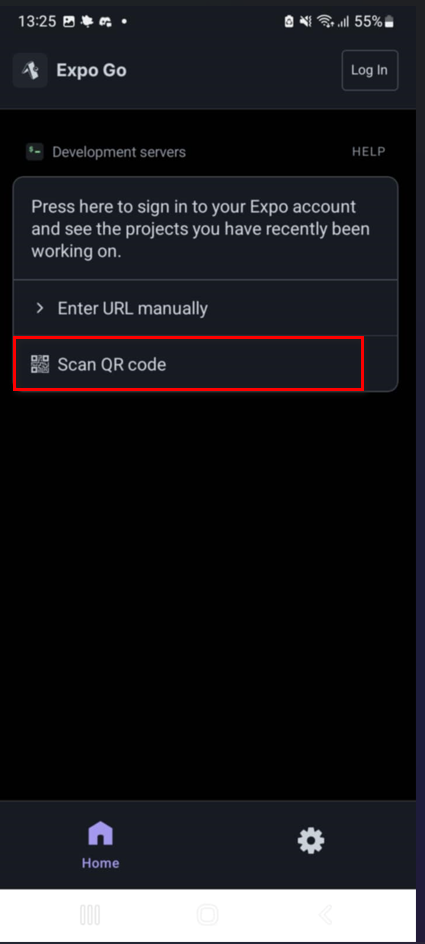 13:25
55%
Expo Go
Log In
Development servers
HELP
Press here to sign in to your Expo account
and see the projects you have recently been
working on.
Enter URL manually
Scan QR code
Home